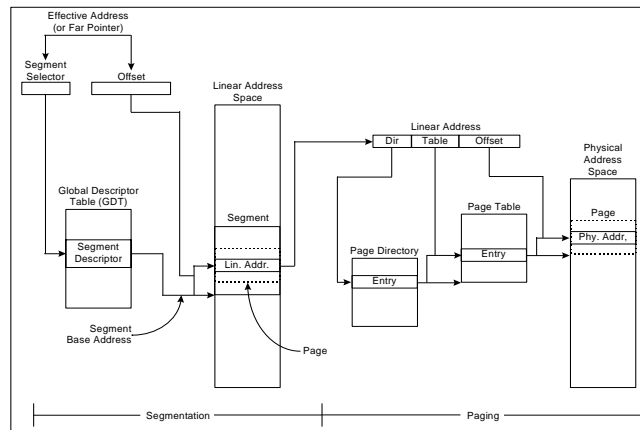 Effective Address
(or Far Pointer)
Segment
Selector
Offset
Linear Address
Space
Linear Address
Dir
Table
Offset
Physical
Address
Space
Global Descriptor
Table (GDT)
Segment
Page Table
Page
Segment
Descriptor
Phy. Addr,
Page Directory
Entry
Lin. Addr.
Entry
Segment
Base Address
Page
Segmentation
Paging